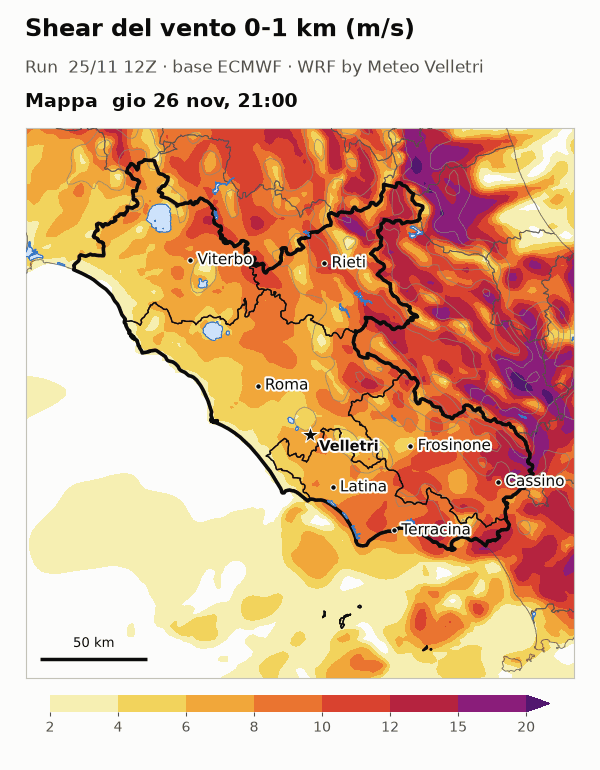 Shear del vento 0-1 km (m/s)
Run 25/11 12Z · base ECMWF · WRF by Meteo Velletri
Mappa gio 26 nov, 21:00
Viterbo
Rieti
Roma
Velletri
Frosinone
Latina
Cassino
Terracina
50 km
2 4 6 8 10 12 15 20